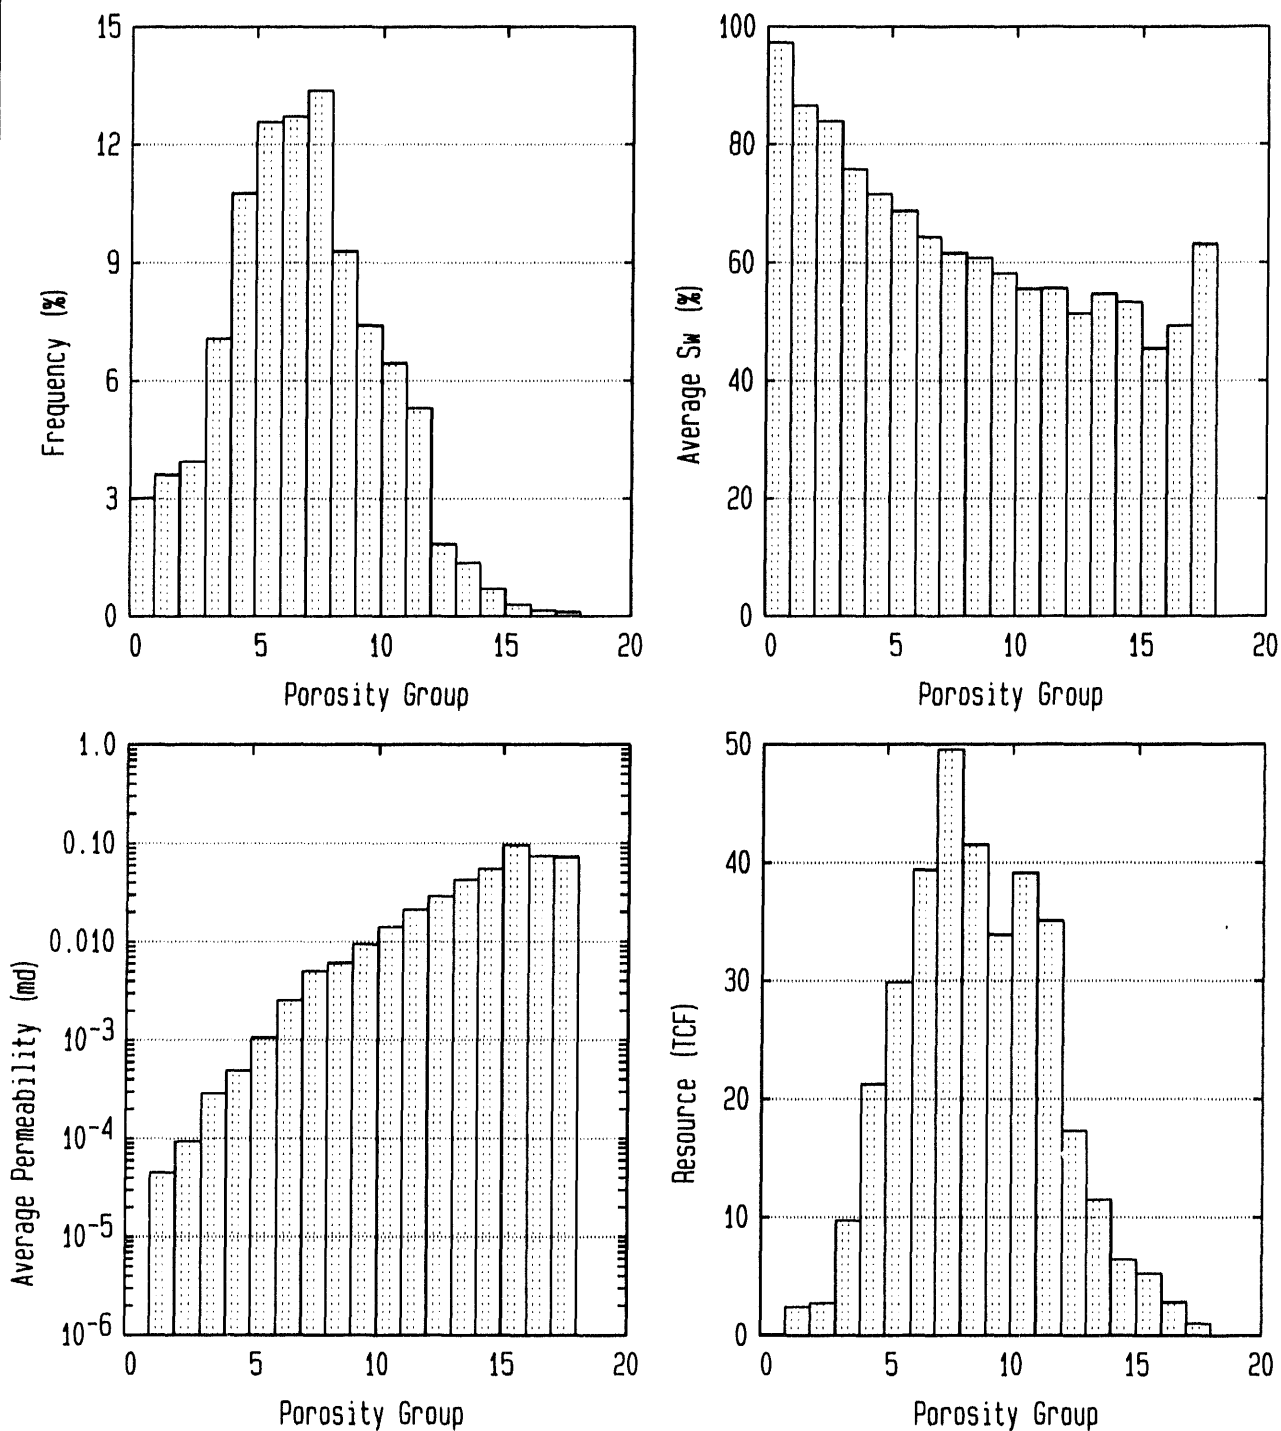 15
12
9
6
3
0
Frequency (%)
0 5 10 15 20
Porosity Group
100
80
60
40
20
0
Average Sw (%)
0 5 10 15 20
Porosity Group
1.0
0.10
0.010
10-3
10-4
10-5
10-6
Average Permeability (md)
0 5 10 15 20
Porosity Group
50
40
30
20
10
0
Resource (TCF)
0 5 10 15 20
Porosity Group